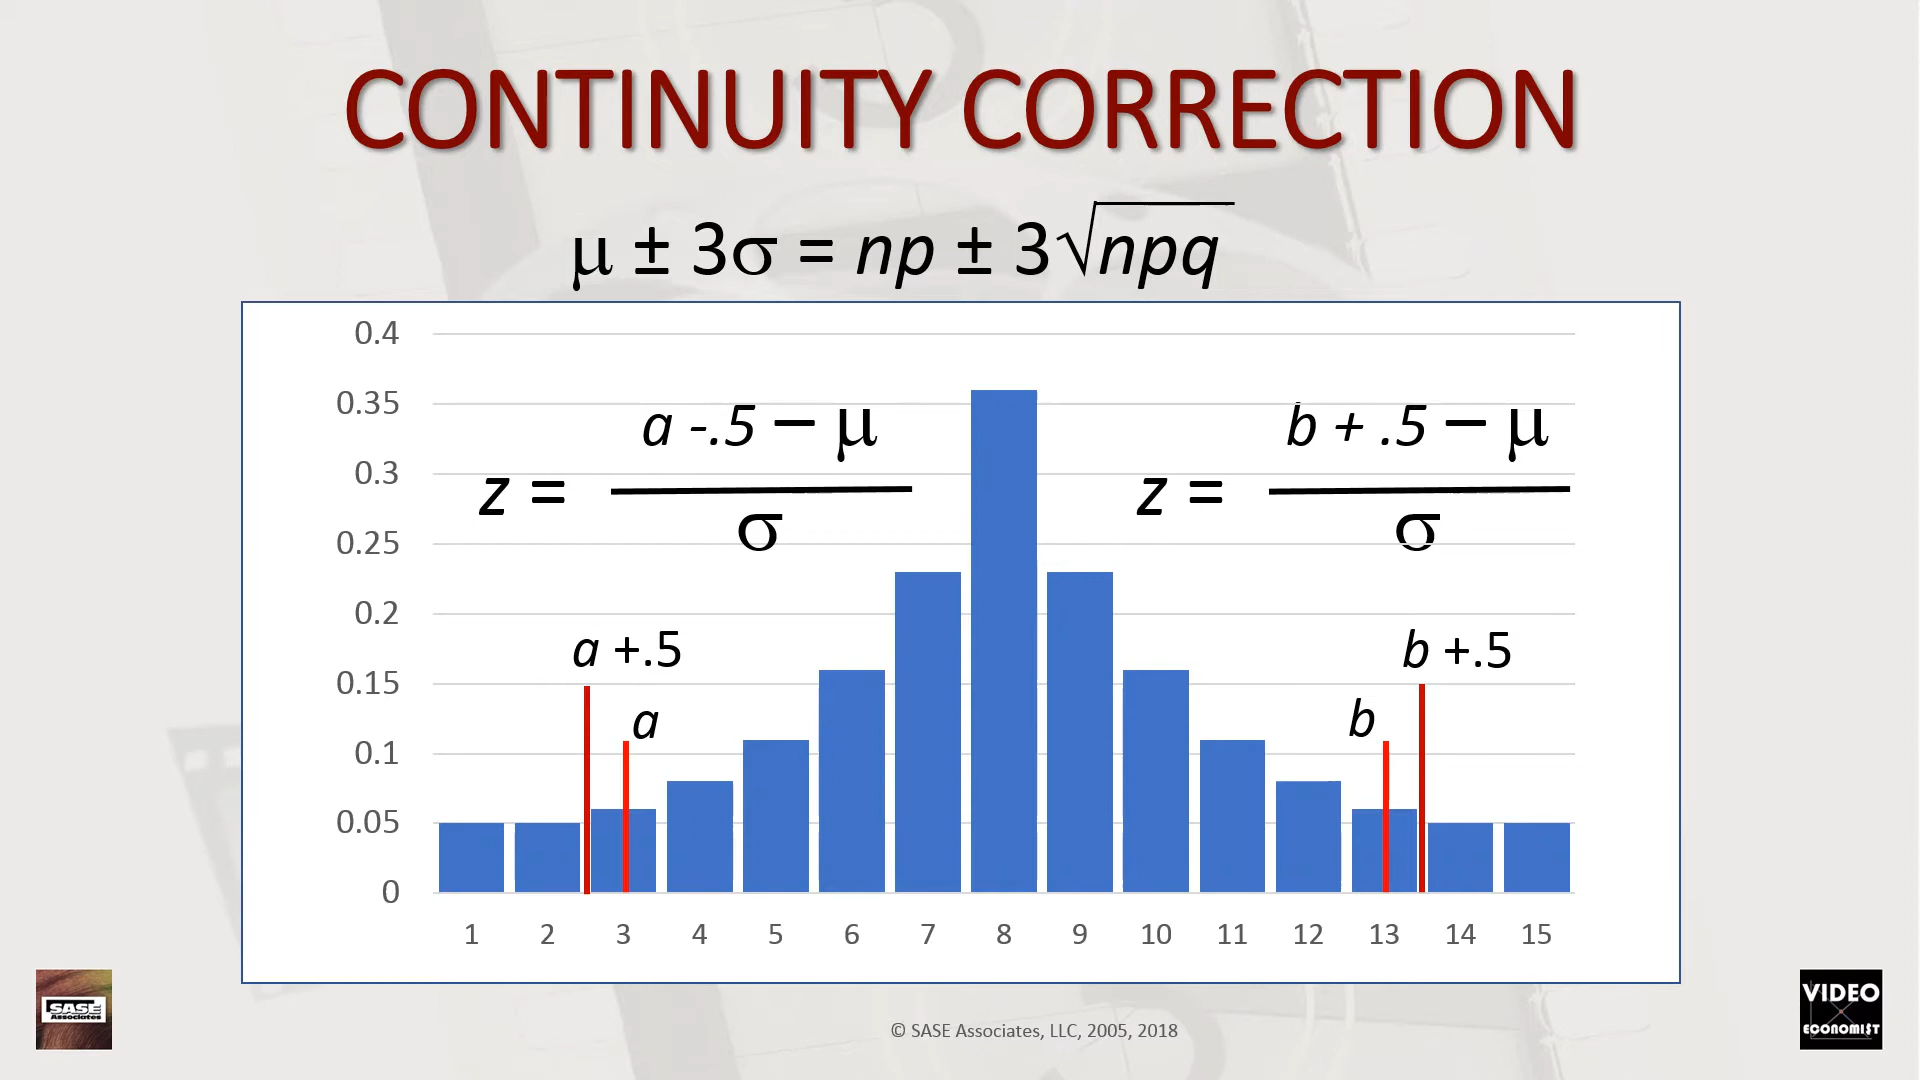 CONTINUITY CORRECTION
μ ± 3σ = np ± 3√npq
0.4
0.35
0.3
0.25
0.2
0.15
0.1
0.05
0
a -.5 − μ
z =
σ
b + .5 − μ
z =
σ
a +.5
a
b +.5
b
1 2 3 4 5 6 7 8 9 10 11 12 13 14 15
SASE
Associates
© SASE Associates, LLC, 2005, 2018
VIDEO
ECONOMIST